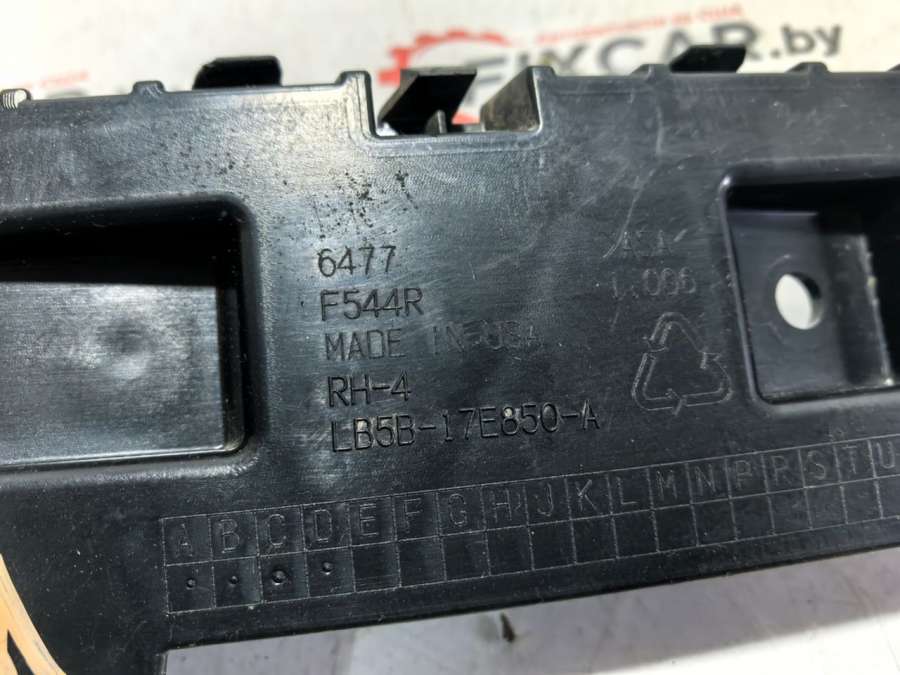 FIXCAR.by
6477
F544R
MADE IN USA
RH-4
LB5B-17E850-A
A B C D E F G H J K L M N P R S T U